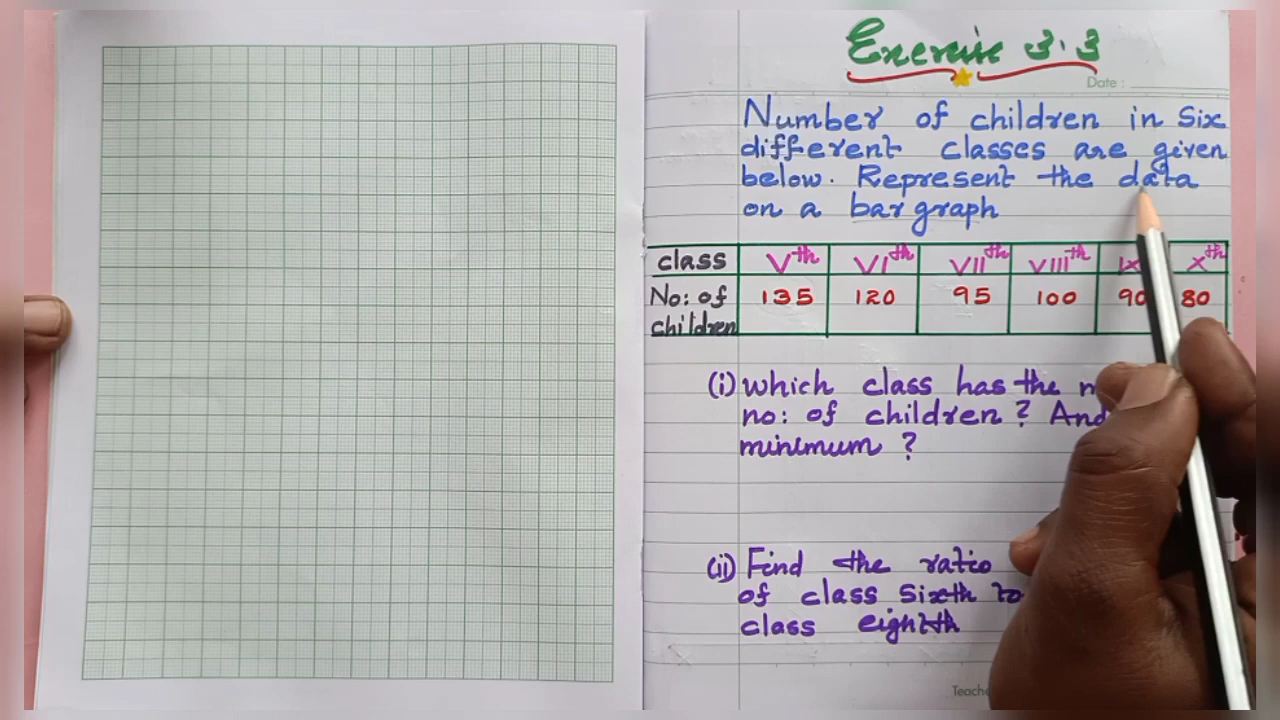 Exercise 3.3
Date :
Number of children in six
different classes are given
below. Represent the data
on a bar graph
class Vth VIth VIIth VIIIth IX Xth
No: of 135 120 95 100 90 80
children
(i) which class has the
no: of children ? And
minimum ?
(ii) Find the ratio
of class sixth to
class eighth